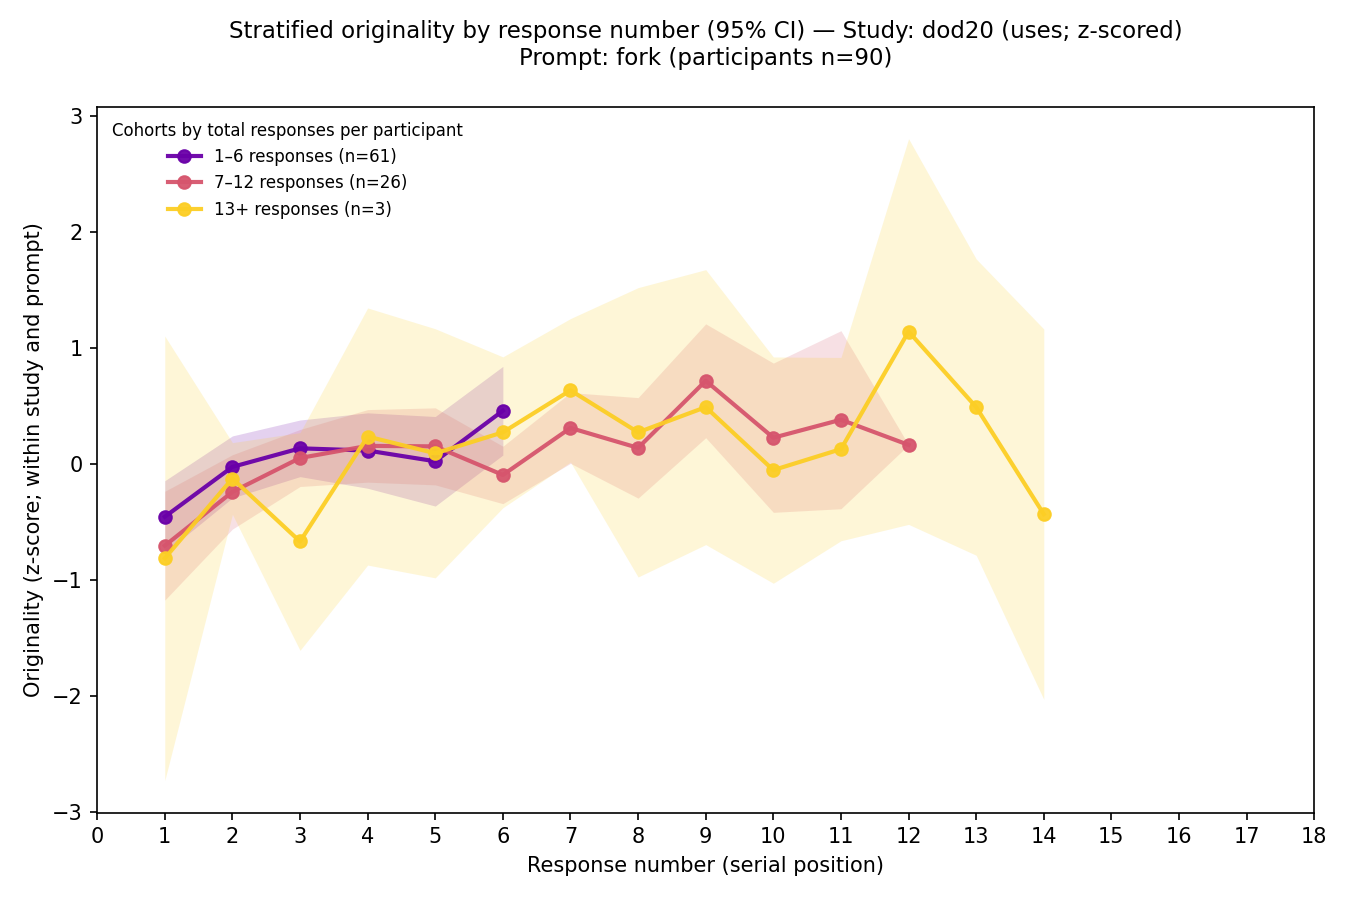 Stratified originality by response number (95% CI) — Study: dod20 (uses; z-scored)
Prompt: fork (participants n=90)
Cohorts by total responses per participant
1–6 responses (n=61)
7–12 responses (n=26)
13+ responses (n=3)
Originality (z-score; within study and prompt)
3
2
1
0
−1
−2
−3
0 1 2 3 4 5 6 7 8 9 10 11 12 13 14 15 16 17 18
Response number (serial position)